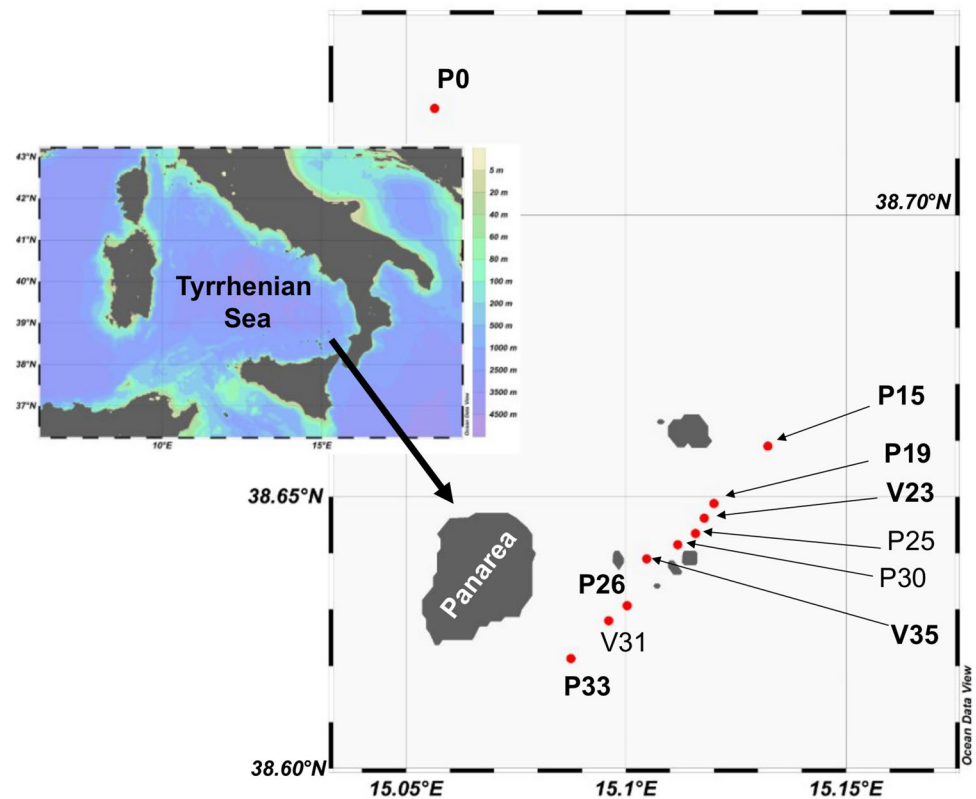 P0
38.70°N
43°N
42°N
41°N
40°N
39°N
38°N
37°N
10°E
15°E
Tyrrhenian
Sea
5 m
20 m
40 m
60 m
80 m
100 m
200 m
500 m
1000 m
2500 m
3500 m
4500 m
Ocean Data View
P15
P19
38.65°N
V23
P25
P30
V35
Panarea
P26
V31
P33
38.60°N
15.05°E
15.1°E
15.15°E
Ocean Data View